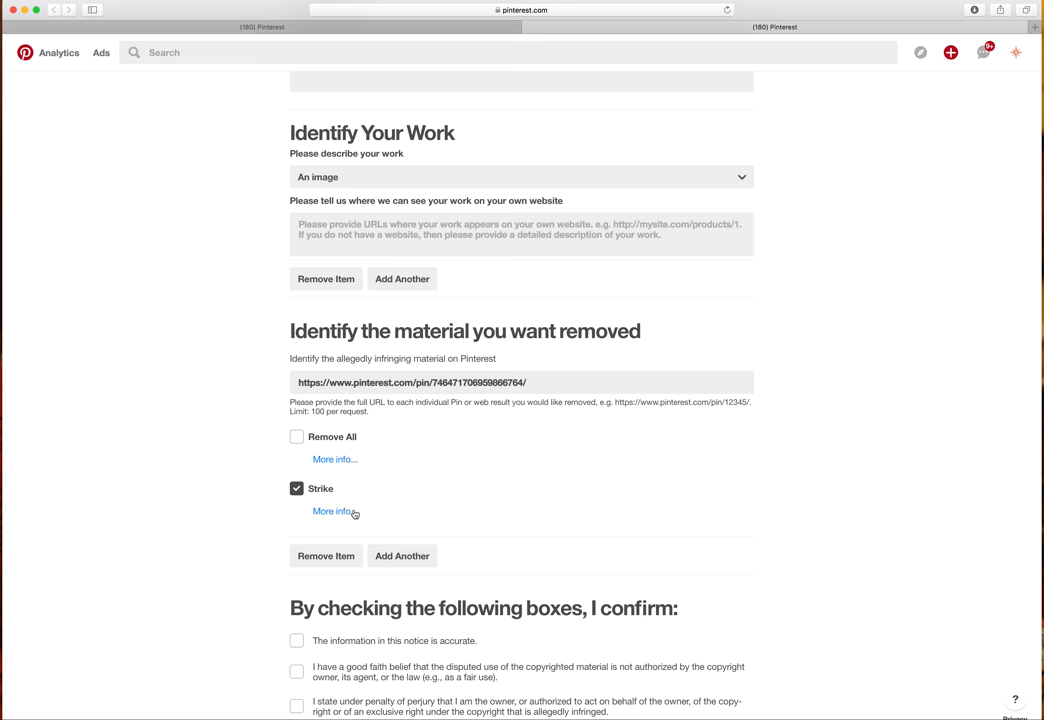 pinterest.com
(180) Pinterest
(180) Pinterest
Analytics Ads Search 9+
Identify Your Work
Please describe your work
An image
Please tell us where we can see your work on your own website
Please provide URLs where your work appears on your own website. e.g. http://mysite.com/products/1.
If you do not have a website, then please provide a detailed description of your work.
Remove Item Add Another
Identify the material you want removed
Identify the allegedly infringing material on Pinterest
https://www.pinterest.com/pin/746471706959866764/
Please provide the full URL to each individual Pin or web result you would like removed, e.g. https://www.pinterest.com/pin/12345/.
Limit: 100 per request.
Remove All
More info...
Strike
More info...
Remove Item Add Another
By checking the following boxes, I confirm:
The information in this notice is accurate.
I have a good faith belief that the disputed use of the copyrighted material is not authorized by the copyright
owner, its agent, or the law (e.g., as a fair use).
I state under penalty of perjury that I am the owner, or authorized to act on behalf of the owner, of the copy-
right or of an exclusive right under the copyright that is allegedly infringed.
?
Privacy